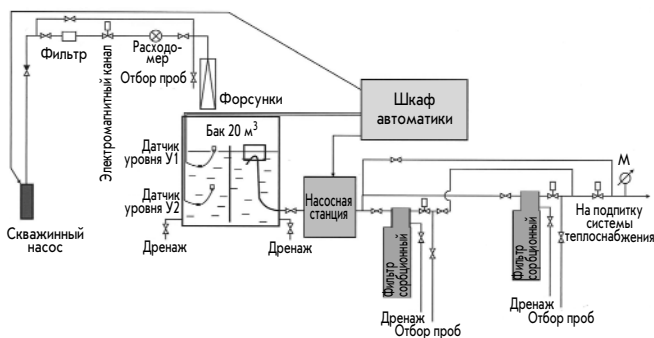 Фильтр
Электромагнитный канал
Расходо-
мер
Отбор проб
Форсунки
Шкаф
автоматики
Бак 20 м³
Датчик
уровня У1
Датчик
уровня У2
Скважинный
насос
Дренаж
Дренаж
Насосная
станция
М
На подпитку
системы
теплоснабжения
Фильтр
сорбционный
Дренаж
Отбор проб
Фильтр
сорбционный
Дренаж
Отбор проб